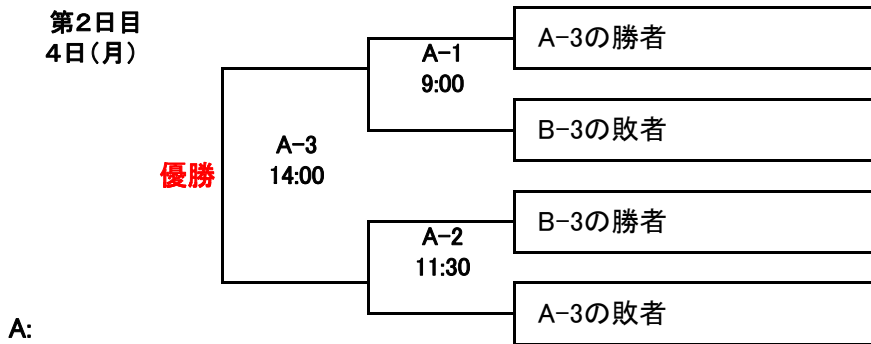 第2日目
4日(月)
A-1
9:00
A-3の勝者
B-3の敗者
A-3
14:00
優勝
A-2
11:30
B-3の勝者
A-3の敗者
A: